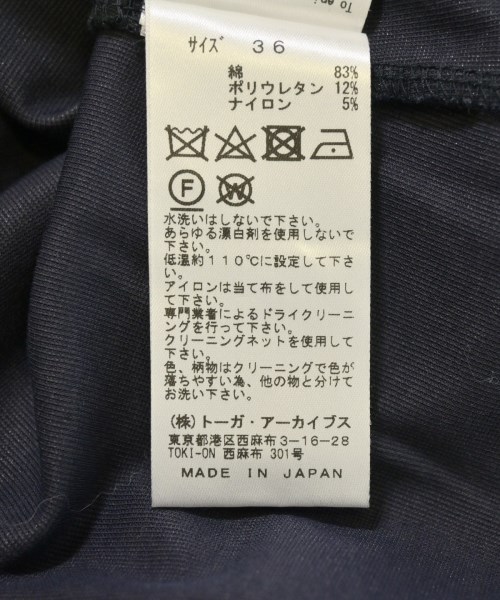 To
サイズ 36
綿 83%
ポリウレタン 12%
ナイロン 5%
F
W
水洗いはしないで下さい。
あらゆる漂白剤を使用しないで
下さい。
低温約110℃に設定して下さ
い。
アイロンは当て布をして使用し
て下さい。
専門業者によるドライクリーニ
ングを行って下さい。
クリーニングネットを使用して
下さい。
色、柄物はクリーニングで色が
落ちやすい為、他の物と分けて
お洗い下さい。
(株)トーガ・アーカイブス
東京都港区西麻布3-16-28
TOKI-ON 西麻布 301号
MADE IN JAPAN